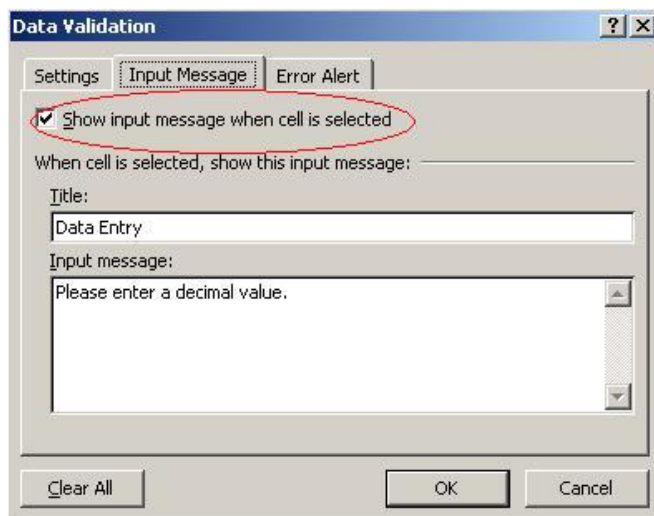 Data Validation
Settings Input Message Error Alert
Show input message when cell is selected
When cell is selected, show this input message:
Title:
Data Entry
Input message:
Please enter a decimal value.
Clear All OK Cancel